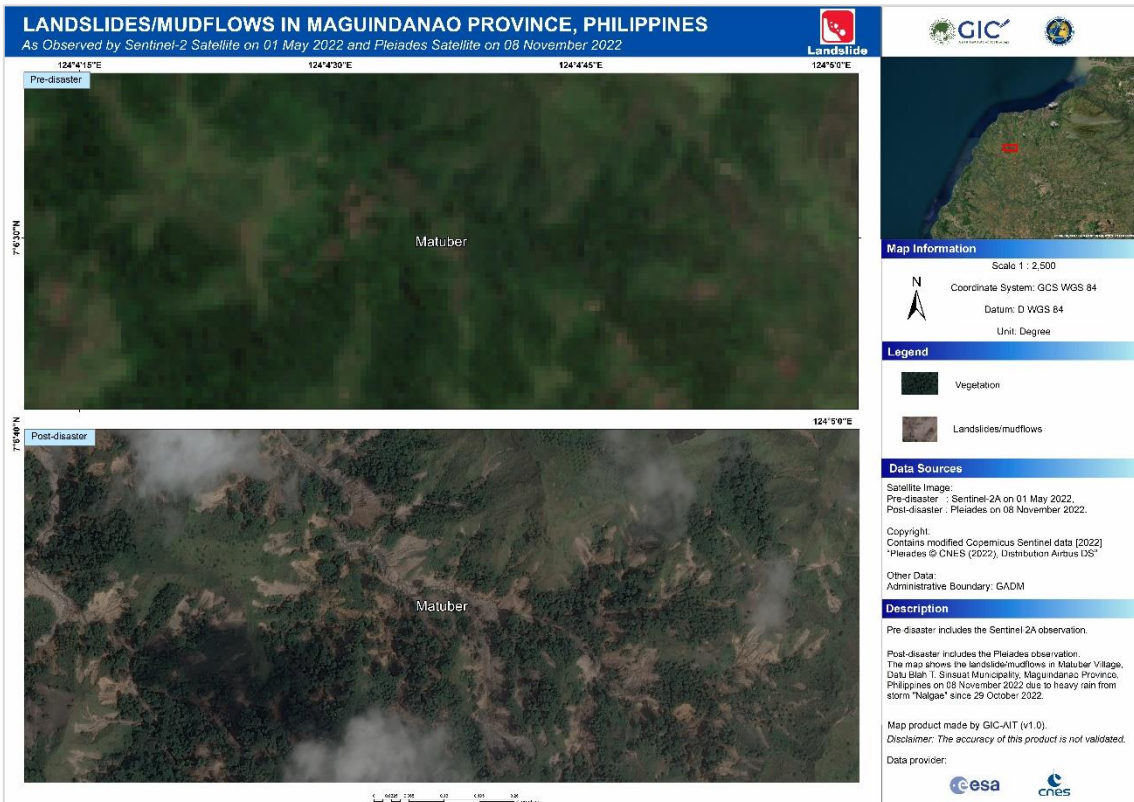 LANDSLIDES/MUDFLOWS IN MAGUINDANAO PROVINCE, PHILIPPINES
As Observed by Sentinel-2 Satellite on 01 May 2022 and Pleiades Satellite on 08 November 2022
Landslide
GIC
124°4'15"E 124°4'30"E 124°4'45"E 124°5'0"E
Pre-disaster
7°6'30"N
Matuber
124°5'0"E
7°6'40"N
Post-disaster
Matuber
Map Information
Scale 1 : 2,500
N
Coordinate System: GCS WGS 84
Datum: D WGS 84
Unit: Degree
Legend
Vegetation
Landslides/mudflows
Data Sources
Satellite Image:
Pre-disaster : Sentinel-2A on 01 May 2022,
Post-disaster : Pleiades on 08 November 2022.
Copyright:
Contains modified Copernicus Sentinel data [2022]
"Pleiades © CNES (2022), Distribution Airbus DS"
Other Data:
Administrative Boundary: GADM
Description
Pre-disaster includes the Sentinel 2A observation.
Post-disaster includes the Pleiades observation.
The map shows the landslide/mudflows in Matuber Village,
Datu Blah T. Sinsuat Municipality, Maguindanao Province,
Philippines on 08 November 2022 due to heavy rain from
storm "Nalgae" since 29 October 2022.
Map product made by GIC-AIT (v1.0).
Disclaimer: The accuracy of this product is not validated.
Data provider:
esa
cnes